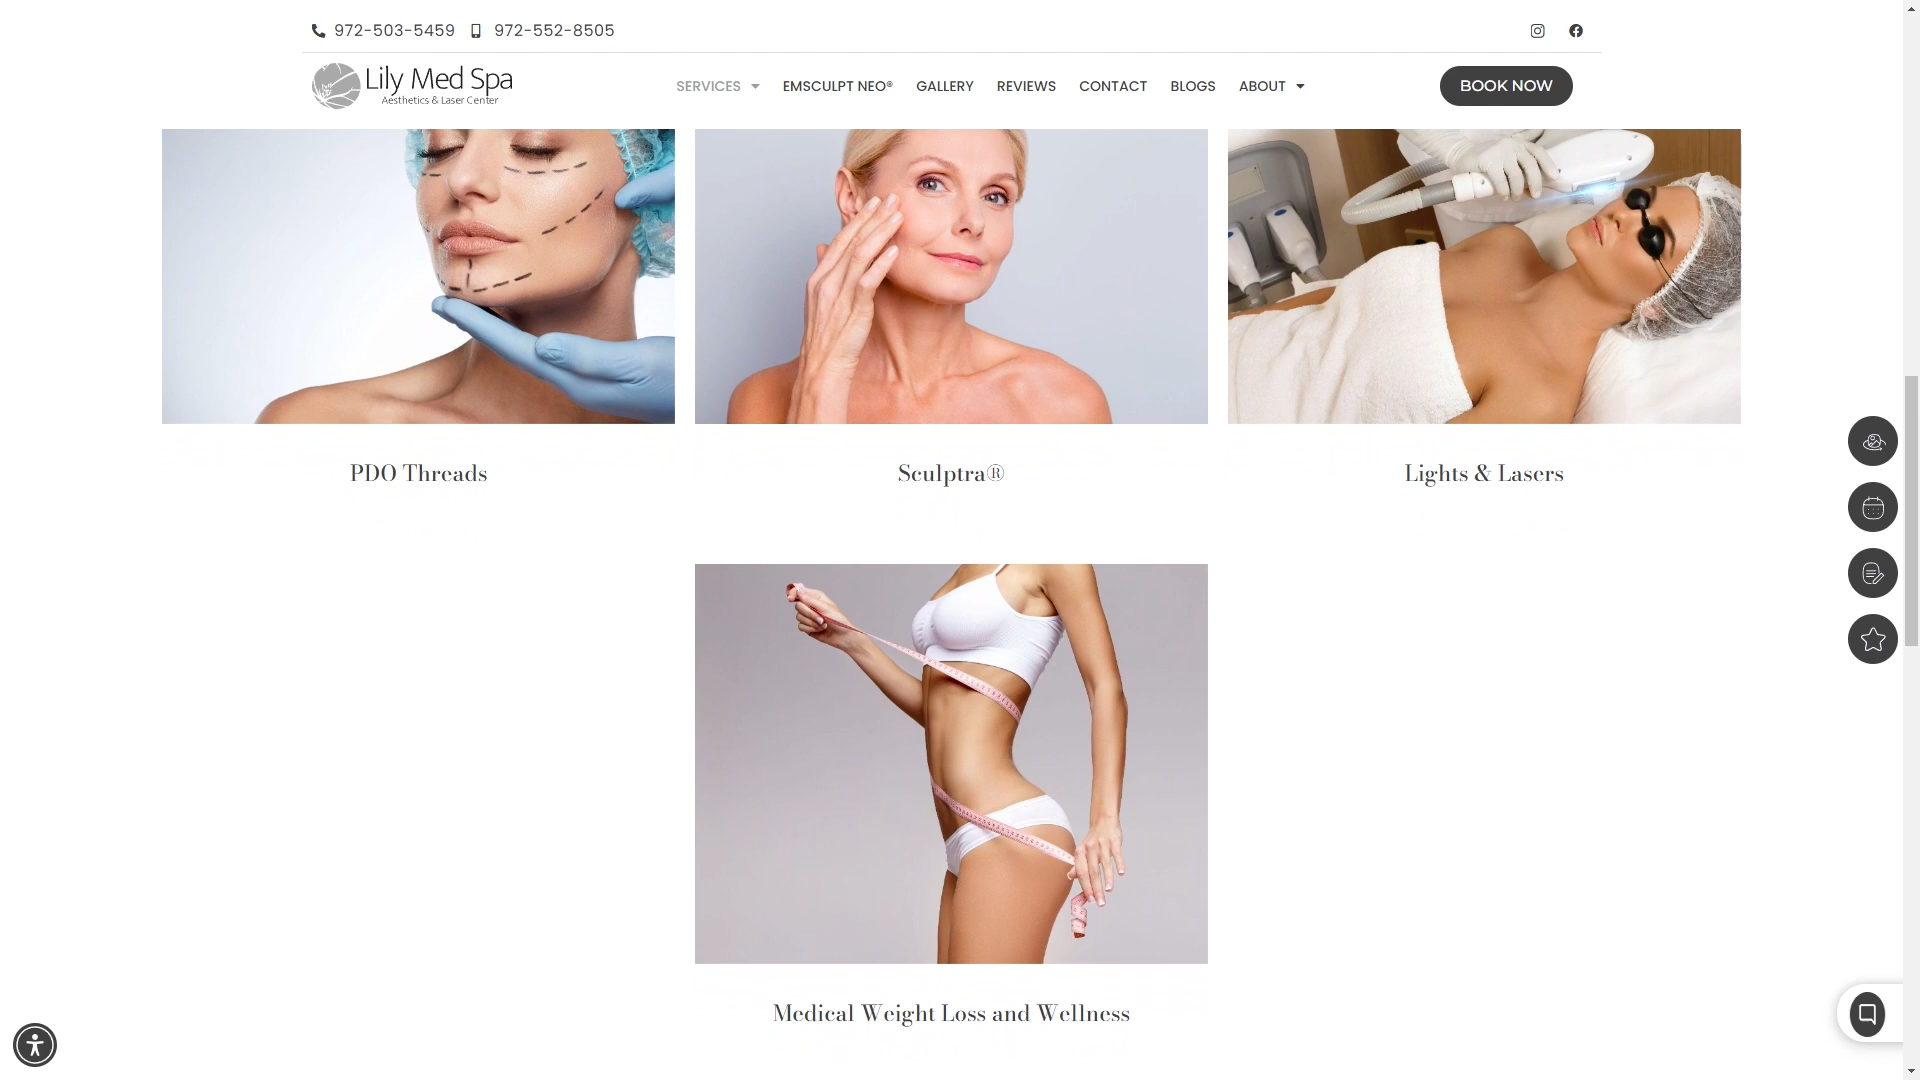 972-503-5459 972-552-8505
Lily Med Spa
Aesthetics & Laser Center
SERVICES EMSCULPT NEO® GALLERY REVIEWS CONTACT BLOGS ABOUT BOOK NOW
PDO Threads
Sculptra®
Lights & Lasers
Medical Weight Loss and Wellness